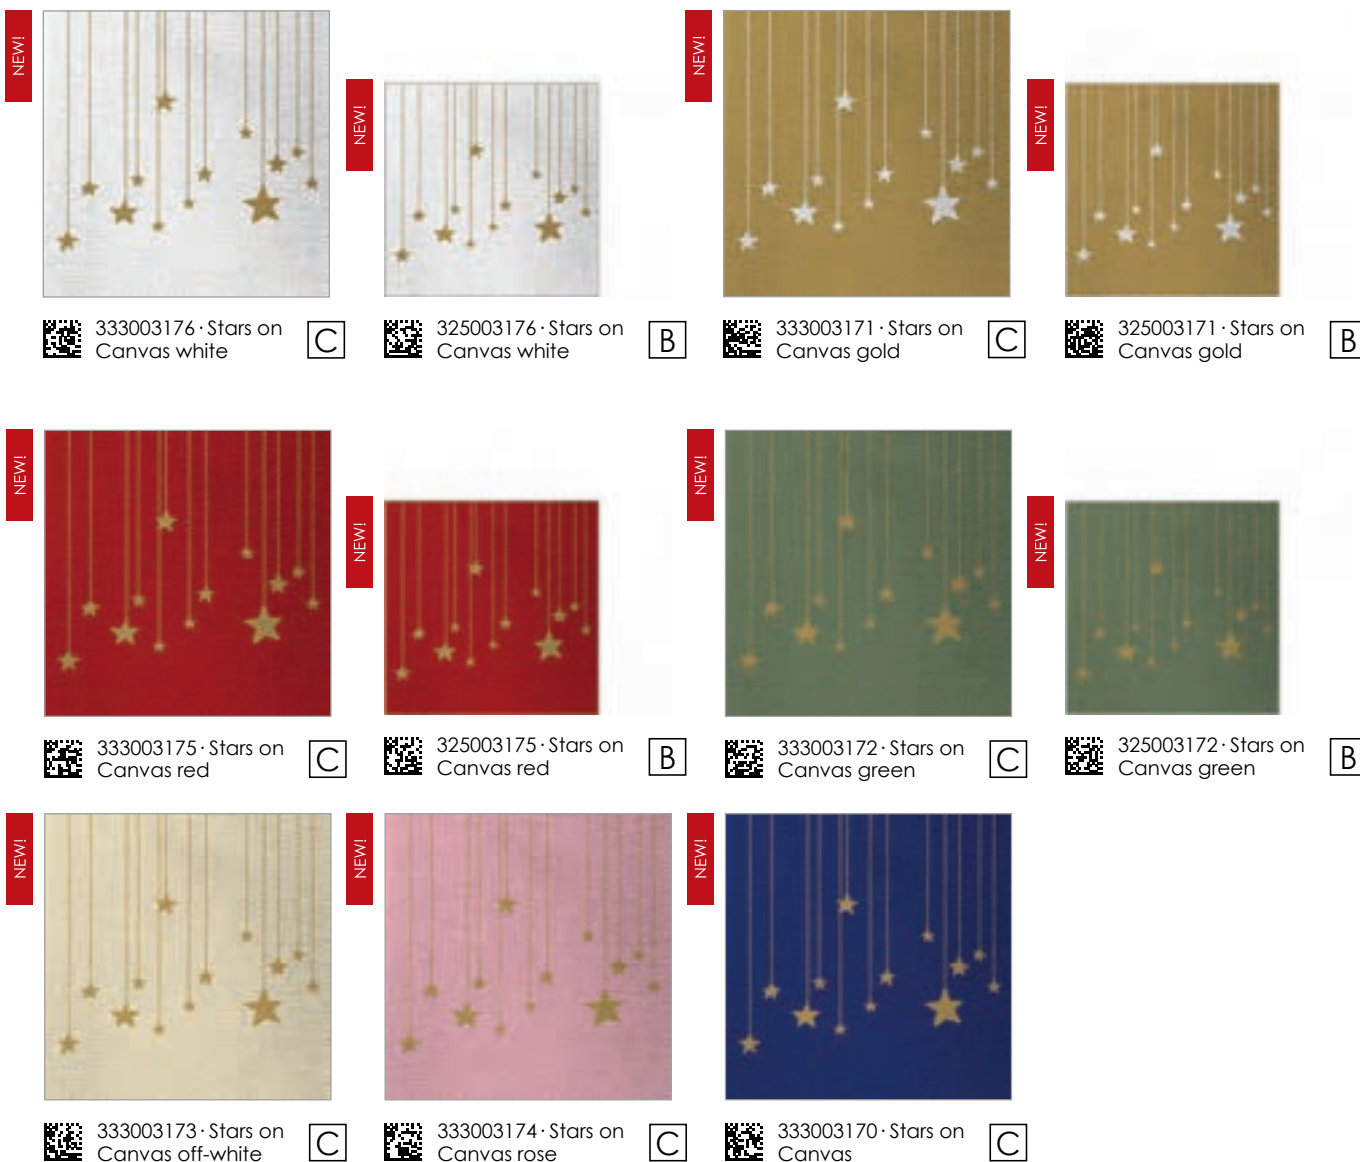 NEW!
NEW!
NEW!
NEW!
333003176 · Stars on
Canvas white
C
325003176 · Stars on
Canvas white
B
333003171 · Stars on
Canvas gold
C
325003171 · Stars on
Canvas gold
B
NEW!
NEW!
NEW!
NEW!
333003175 · Stars on
Canvas red
C
325003175 · Stars on
Canvas red
B
333003172 · Stars on
Canvas green
C
325003172 · Stars on
Canvas green
B
NEW!
NEW!
NEW!
333003173 · Stars on
Canvas off-white
C
333003174 · Stars on
Canvas rose
C
333003170 · Stars on
Canvas
C